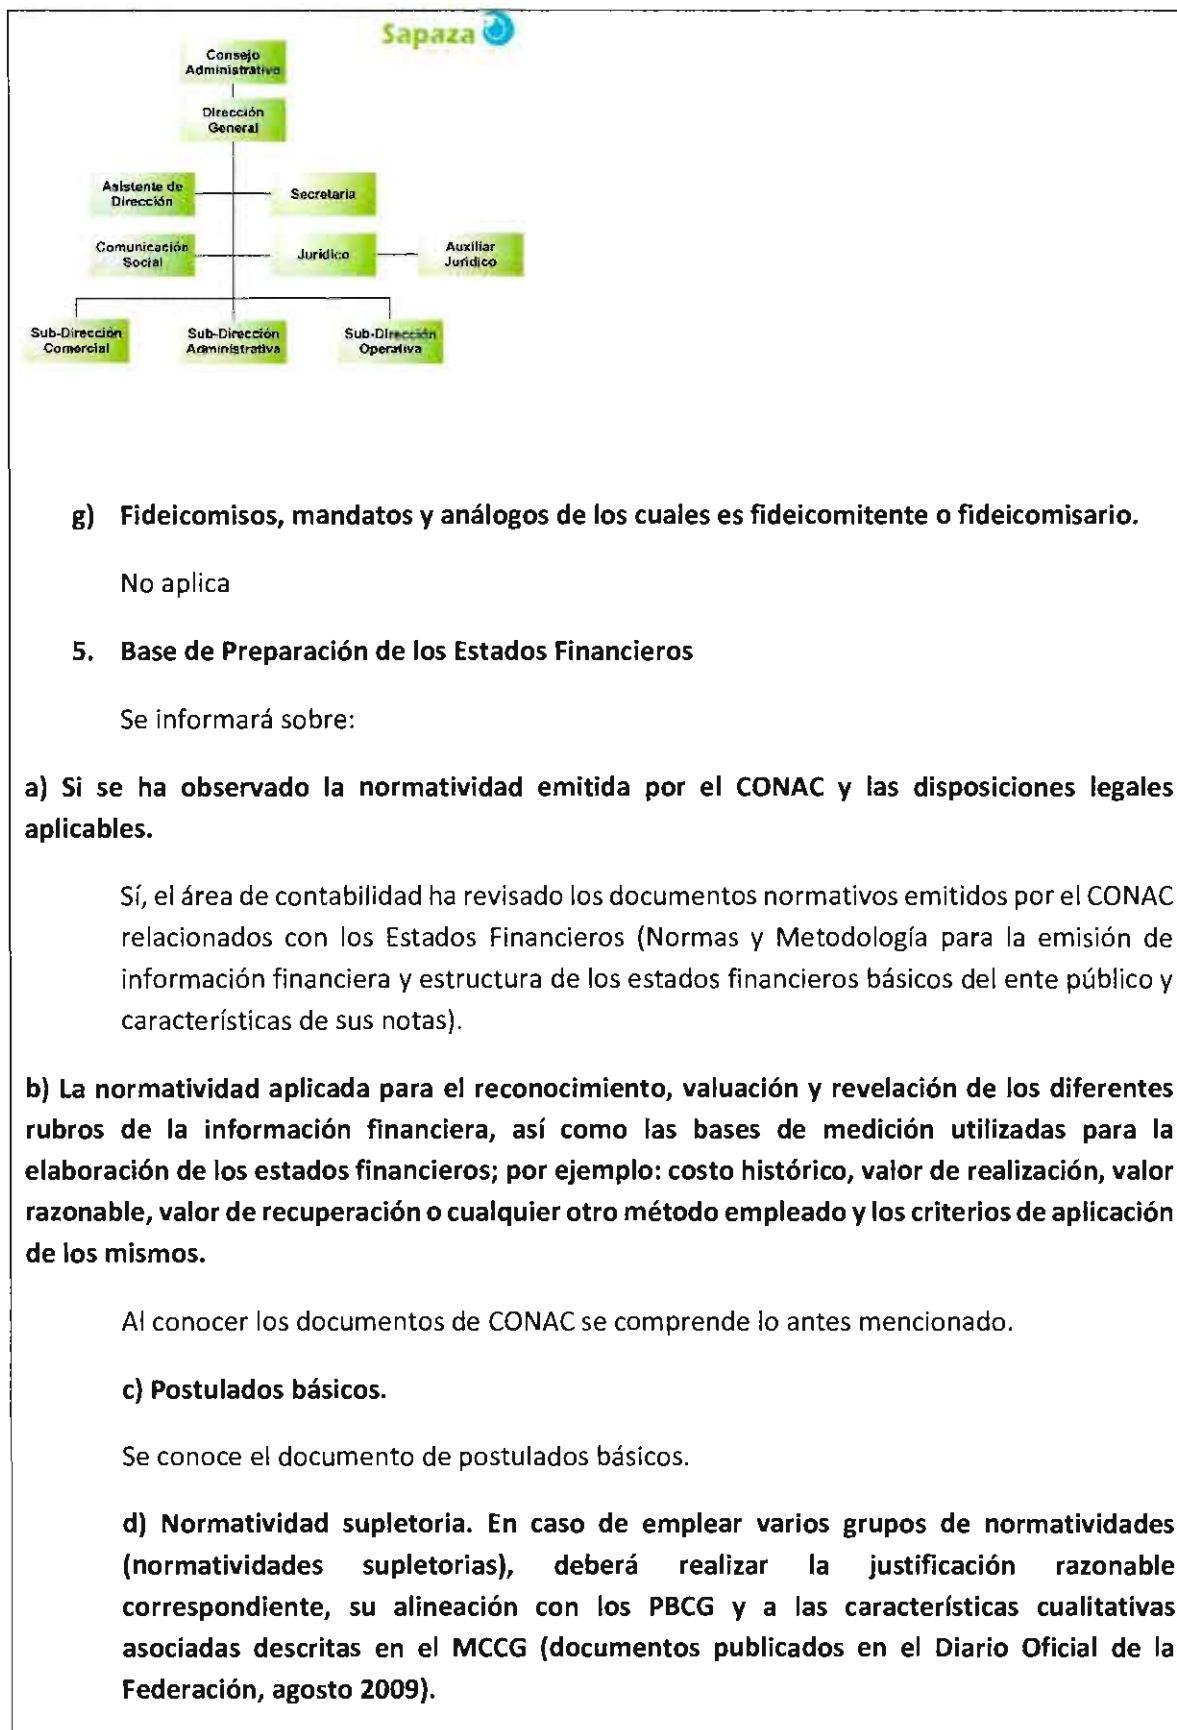 Sapaza
Consejo
Administrativo
Dirección
General
Asistente de
Dirección
Secretaria
Comunicación
Social
Jurídico
Auxiliar
Jurídico
Sub-Dirección
Comercial
Sub-Dirección
Administrativa
Sub-Dirección
Operativa
g) Fideicomisos, mandatos y análogos de los cuales es fideicomitente o fideicomisario.
No aplica
5. Base de Preparación de los Estados Financieros
Se informará sobre:
a) Si se ha observado la normatividad emitida por el CONAC y las disposiciones legales
aplicables.
Sí, el área de contabilidad ha revisado los documentos normativos emitidos por el CONAC
relacionados con los Estados Financieros (Normas y Metodología para la emisión de
información financiera y estructura de los estados financieros básicos del ente público y
características de sus notas).
b) La normatividad aplicada para el reconocimiento, valuación y revelación de los diferentes
rubros de la información financiera, así como las bases de medición utilizadas para la
elaboración de los estados financieros; por ejemplo: costo histórico, valor de realización, valor
razonable, valor de recuperación o cualquier otro método empleado y los criterios de aplicación
de los mismos.
Al conocer los documentos de CONAC se comprende lo antes mencionado.
c) Postulados básicos.
Se conoce el documento de postulados básicos.
d) Normatividad supletoria. En caso de emplear varios grupos de normatividades
(normatividades supletorias), deberá realizar la justificación razonable
correspondiente, su alineación con los PBCG y a las características cualitativas
asociadas descritas en el MCCG (documentos publicados en el Diario Oficial de la
Federación, agosto 2009).